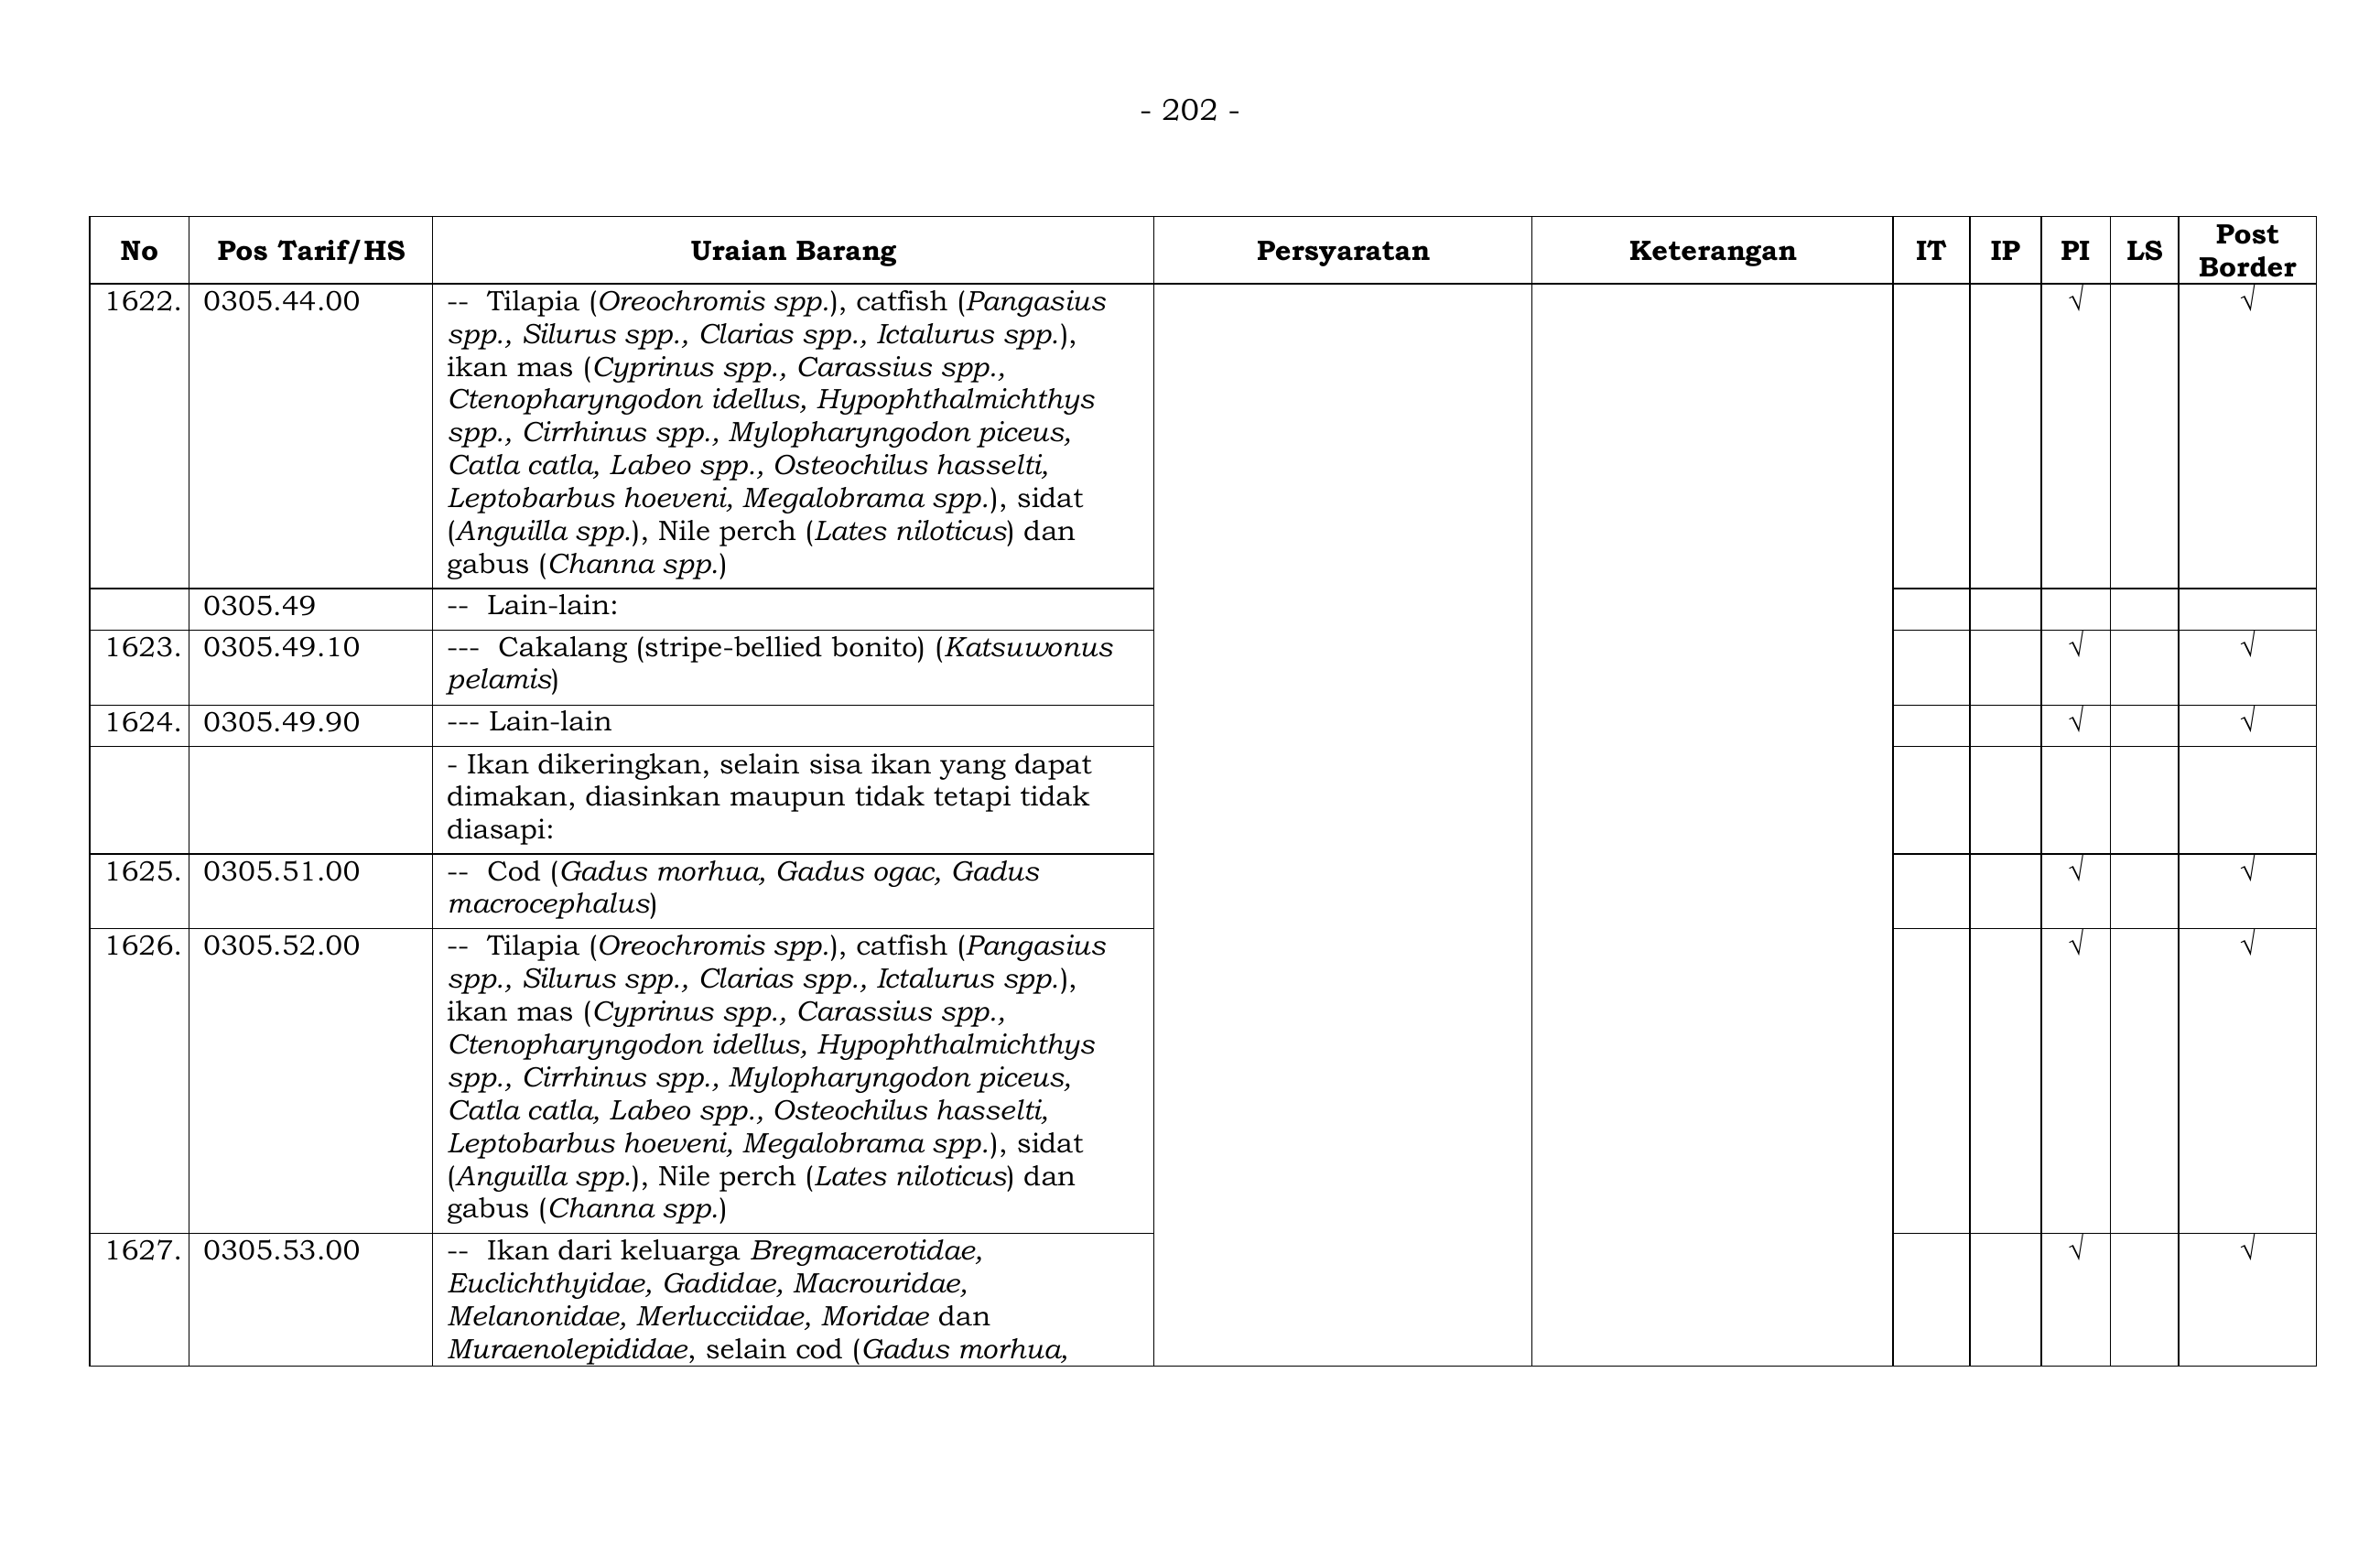 - 202 -
No Pos Tarif/HS Uraian Barang Persyaratan Keterangan IT IP PI LS Post Border
1622. 0305.44.00 -- Tilapia (Oreochromis spp.), catfish (Pangasius √ √
spp., Silurus spp., Clarias spp., Ictalurus spp.),
ikan mas (Cyprinus spp., Carassius spp.,
Ctenopharyngodon idellus, Hypophthalmichthys
spp., Cirrhinus spp., Mylopharyngodon piceus,
Catla catla, Labeo spp., Osteochilus hasselti,
Leptobarbus hoeveni, Megalobrama spp.), sidat
(Anguilla spp.), Nile perch (Lates niloticus) dan
gabus (Channa spp.)
0305.49 -- Lain-lain:
1623. 0305.49.10 --- Cakalang (stripe-bellied bonito) (Katsuwonus √ √
pelamis)
1624. 0305.49.90 --- Lain-lain √ √
- Ikan dikeringkan, selain sisa ikan yang dapat
dimakan, diasinkan maupun tidak tetapi tidak
diasapi:
1625. 0305.51.00 -- Cod (Gadus morhua, Gadus ogac, Gadus √ √
macrocephalus)
1626. 0305.52.00 -- Tilapia (Oreochromis spp.), catfish (Pangasius √ √
spp., Silurus spp., Clarias spp., Ictalurus spp.),
ikan mas (Cyprinus spp., Carassius spp.,
Ctenopharyngodon idellus, Hypophthalmichthys
spp., Cirrhinus spp., Mylopharyngodon piceus,
Catla catla, Labeo spp., Osteochilus hasselti,
Leptobarbus hoeveni, Megalobrama spp.), sidat
(Anguilla spp.), Nile perch (Lates niloticus) dan
gabus (Channa spp.)
1627. 0305.53.00 -- Ikan dari keluarga Bregmacerotidae, √ √
Euclichthyidae, Gadidae, Macrouridae,
Melanonidae, Merlucciidae, Moridae dan
Muraenolepididae, selain cod (Gadus morhua,